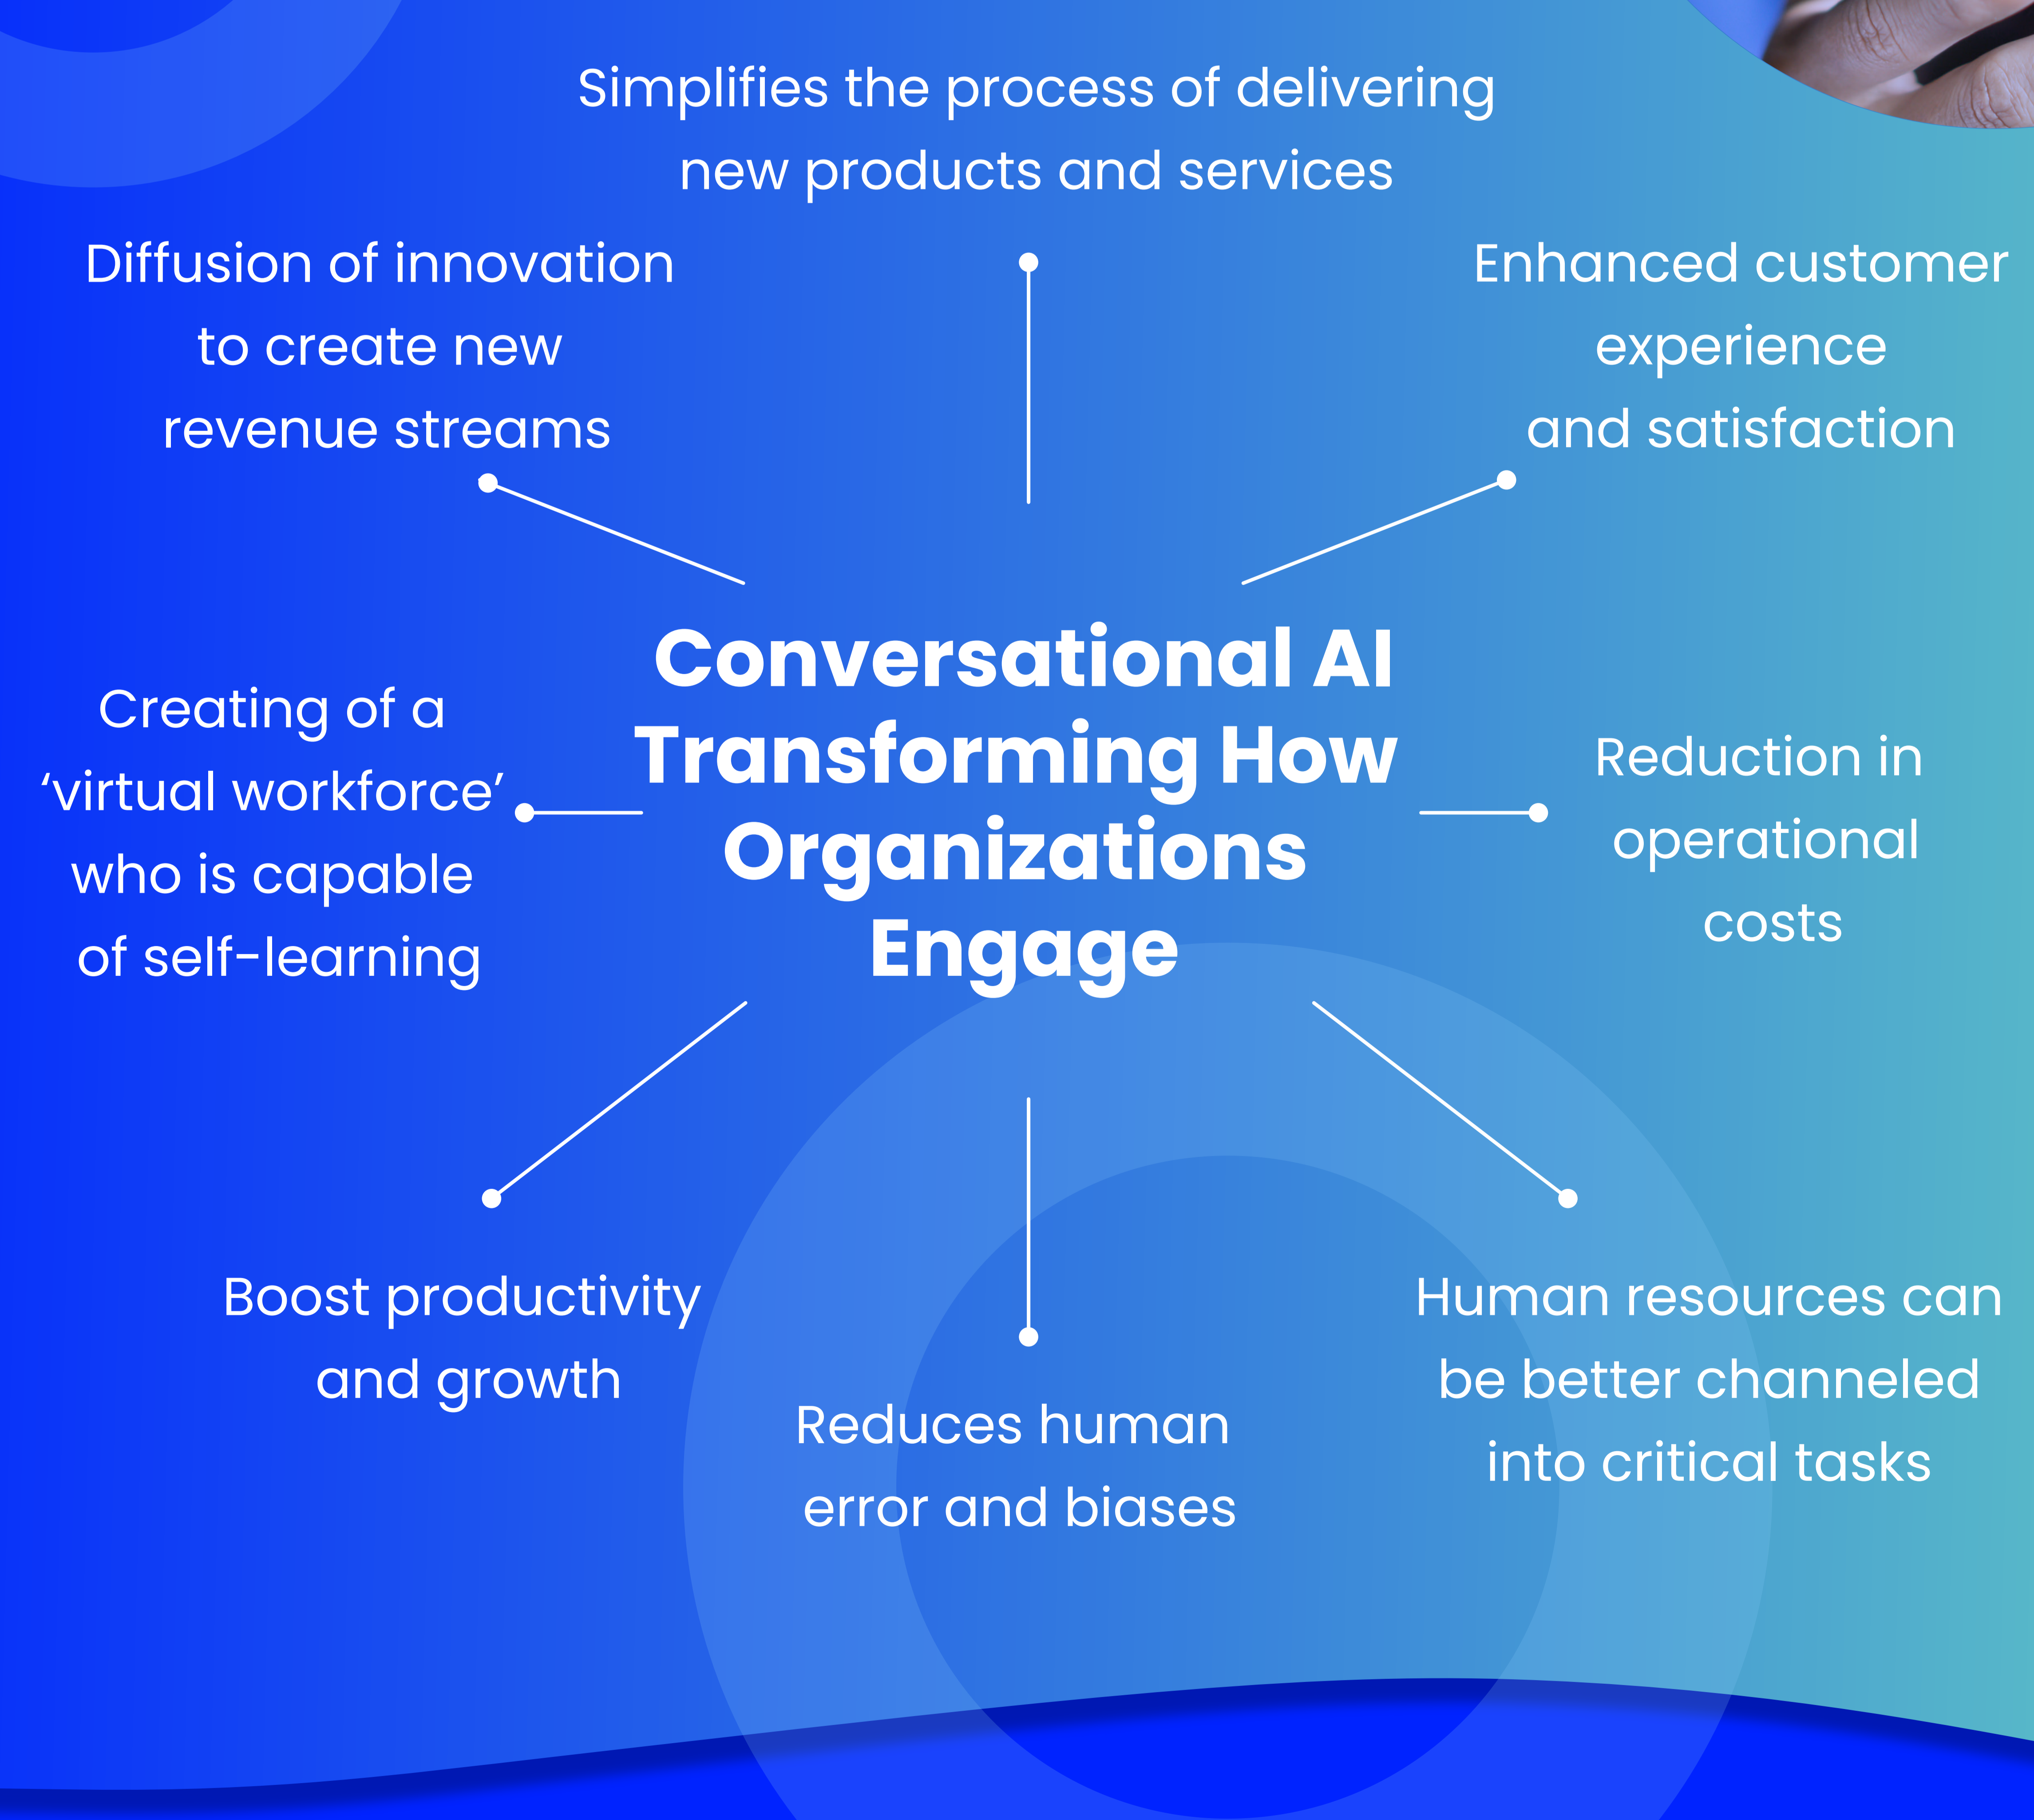 Simplifies the process of delivering
new products and services
Diffusion of innovation
to create new
revenue streams
Enhanced customer
experience
and satisfaction
Conversational AI
Transforming How
Organizations
Engage
Creating of a
‘virtual workforce’
who is capable
of self-learning
Reduction in
operational
costs
Boost productivity
and growth
Reduces human
error and biases
Human resources can
be better channeled
into critical tasks